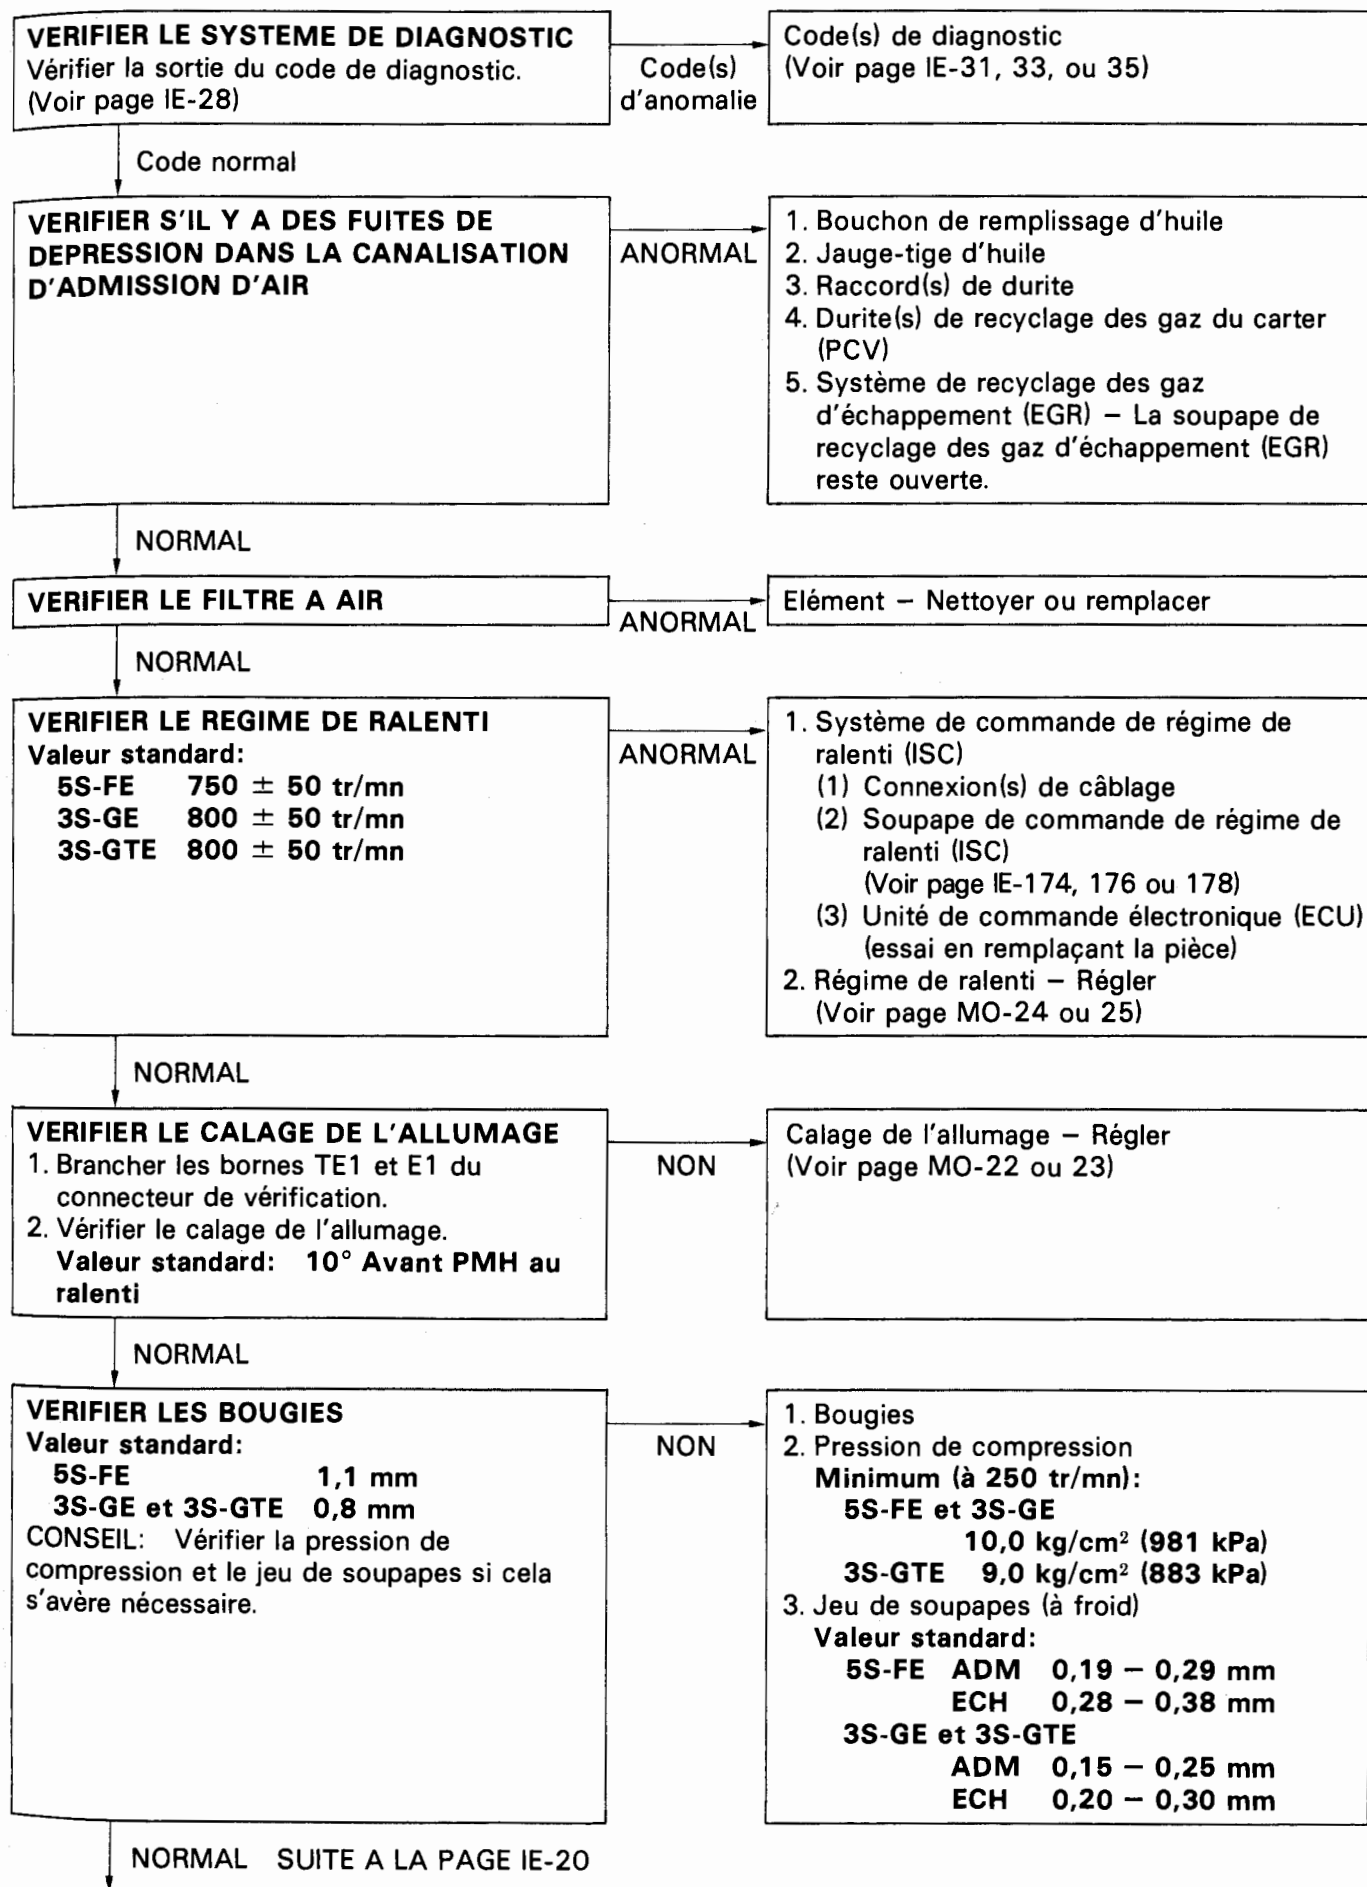 VERIFIER LE SYSTEME DE DIAGNOSTIC
Vérifier la sortie du code de diagnostic.
(Voir page IE-28)
Code(s)
d'anomalie
Code(s) de diagnostic
(Voir page IE-31, 33, ou 35)
Code normal
VERIFIER S'IL Y A DES FUITES DE
DEPRESSION DANS LA CANALISATION
D'ADMISSION D'AIR
ANORMAL
1. Bouchon de remplissage d'huile
2. Jauge-tige d'huile
3. Raccord(s) de durite
4. Durite(s) de recyclage des gaz du carter
(PCV)
5. Système de recyclage des gaz
d'échappement (EGR) — La soupape de
recyclage des gaz d'échappement (EGR)
reste ouverte.
NORMAL
VERIFIER LE FILTRE A AIR
ANORMAL
Elément — Nettoyer ou remplacer
NORMAL
VERIFIER LE REGIME DE RALENTI
Valeur standard:
5S-FE 750 ± 50 tr/mn
3S-GE 800 ± 50 tr/mn
3S-GTE 800 ± 50 tr/mn
ANORMAL
1. Système de commande de régime de
ralenti (ISC)
(1) Connexion(s) de câblage
(2) Soupape de commande de régime de
ralenti (ISC)
(Voir page IE-174, 176 ou 178)
(3) Unité de commande électronique (ECU)
(essai en remplaçant la pièce)
2. Régime de ralenti — Régler
(Voir page MO-24 ou 25)
NORMAL
VERIFIER LE CALAGE DE L'ALLUMAGE
1. Brancher les bornes TE1 et E1 du
connecteur de vérification.
2. Vérifier le calage de l'allumage.
Valeur standard: 10° Avant PMH au
ralenti
NON
Calage de l'allumage — Régler
(Voir page MO-22 ou 23)
NORMAL
VERIFIER LES BOUGIES
Valeur standard:
5S-FE 1,1 mm
3S-GE et 3S-GTE 0,8 mm
CONSEIL: Vérifier la pression de
compression et le jeu de soupapes si cela
s'avère nécessaire.
NON
1. Bougies
2. Pression de compression
Minimum (à 250 tr/mn):
5S-FE et 3S-GE
10,0 kg/cm² (981 kPa)
3S-GTE 9,0 kg/cm² (883 kPa)
3. Jeu de soupapes (à froid)
Valeur standard:
5S-FE ADM 0,19 — 0,29 mm
ECH 0,28 — 0,38 mm
3S-GE et 3S-GTE
ADM 0,15 — 0,25 mm
ECH 0,20 — 0,30 mm
NORMAL SUITE A LA PAGE IE-20